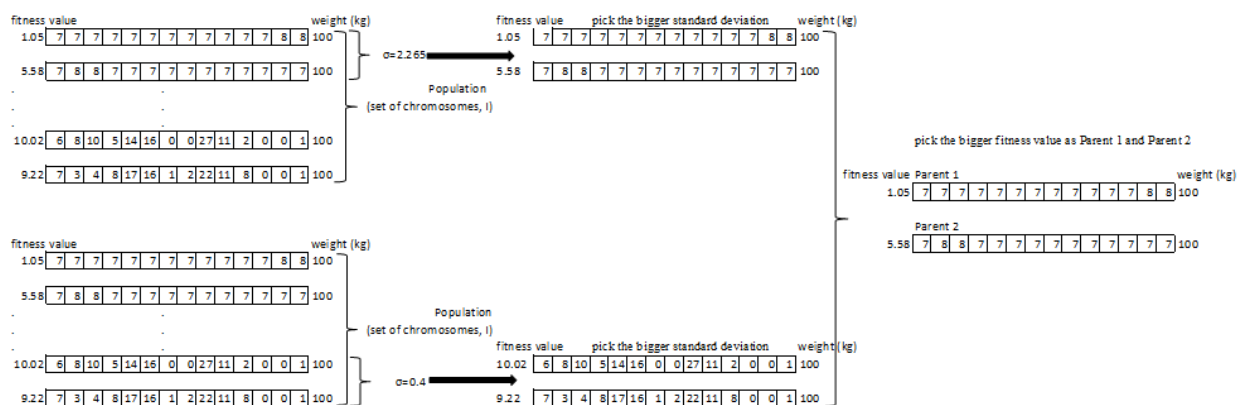 fitness value weight (kg)
1.05 7 7 7 7 7 7 7 7 7 7 7 7 8 8 100
5.58 7 8 8 7 7 7 7 7 7 7 7 7 7 7 100
.
.
.
10.02 6 8 10 5 14 16 0 0 27 11 2 0 0 1 100
9.22 7 3 4 8 17 16 1 2 22 11 8 0 0 1 100
σ=2.265
Population
(set of chromosomes, I)
fitness value pick the bigger standard deviation weight (kg)
1.05 7 7 7 7 7 7 7 7 7 7 7 7 8 8 100
5.58 7 8 8 7 7 7 7 7 7 7 7 7 7 7 100
pick the bigger fitness value as Parent 1 and Parent 2
fitness value Parent 1 weight (kg)
1.05 7 7 7 7 7 7 7 7 7 7 7 7 8 8 100
Parent 2
5.58 7 8 8 7 7 7 7 7 7 7 7 7 7 7 100
fitness value weight (kg)
1.05 7 7 7 7 7 7 7 7 7 7 7 7 8 8 100
5.58 7 8 8 7 7 7 7 7 7 7 7 7 7 7 100
.
.
.
10.02 6 8 10 5 14 16 0 0 27 11 2 0 0 1 100
9.22 7 3 4 8 17 16 1 2 22 11 8 0 0 1 100
Population
(set of chromosomes, I)
σ=0.4
fitness value pick the bigger standard deviation weight (kg)
10.02 6 8 10 5 14 16 0 0 27 11 2 0 0 1 100
9.22 7 3 4 8 17 16 1 2 22 11 8 0 0 1 100